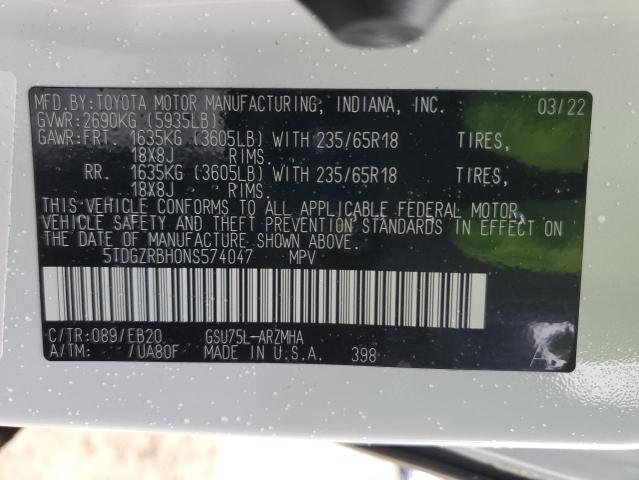 MFD.BY:TOYOTA MOTOR MANUFACTURING, INDIANA, INC. 03/22
GVWR:2690KG (5935LB)
GAWR:FRT. 1635KG (3605LB) WITH 235/65R18 TIRES,
18X8J RIMS.
RR. 1635KG (3605LB) WITH 235/65R18 TIRES,
18X8J RIMS.
THIS VEHICLE CONFORMS TO ALL APPLICABLE FEDERAL MOTOR
VEHICLE SAFETY AND THEFT PREVENTION STANDARDS IN EFFECT ON
THE DATE OF MANUFACTURE SHOWN ABOVE.
5TDGZRBH0NS574047 MPV
C/TR:089/EB20 GSU75L-ARZMHA
A/TM: /UA80F MADE IN U.S.A. 398